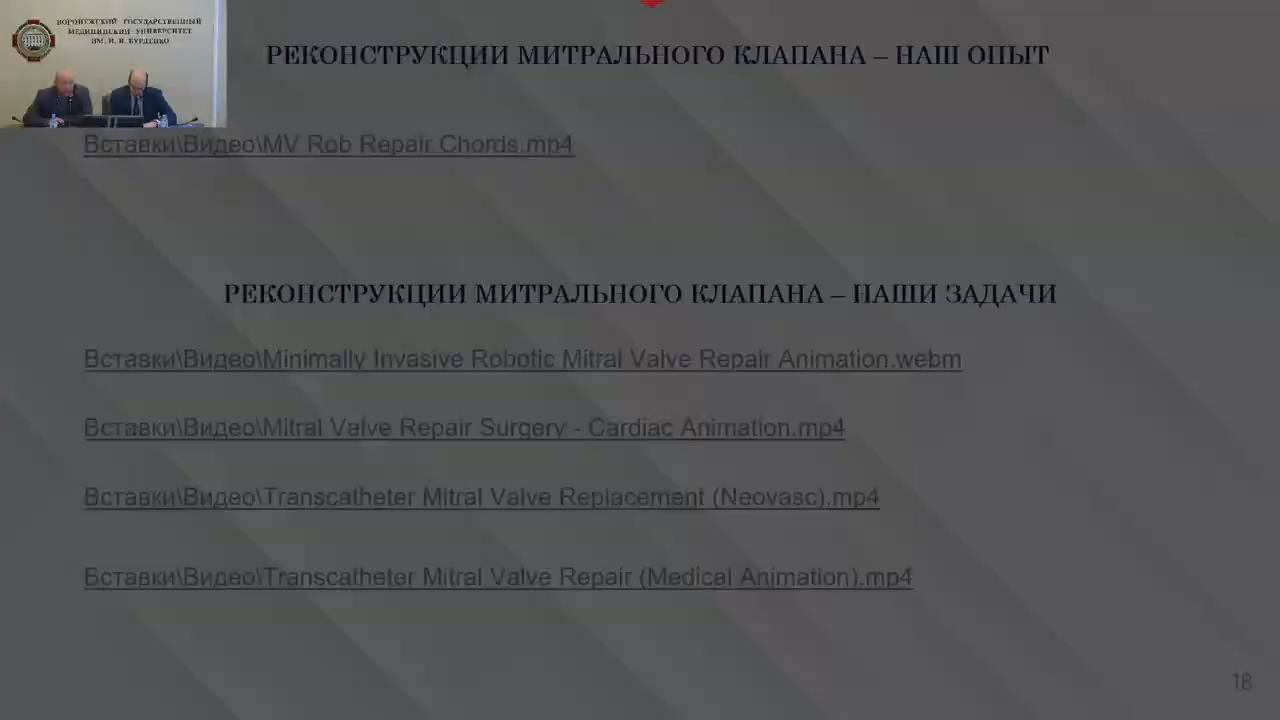 ВОРОНЕЖСКИЙ ГОСУДАРСТВЕННЫЙ
МЕДИЦИНСКИЙ УНИВЕРСИТЕТ
ИМ. Н. Н. БУРДЕНКО
РЕКОНСТРУКЦИИ МИТРАЛЬНОГО КЛАПАНА – НАШ ОПЫТ
Вставки\Видео\MV Rob Repair Chords.mp4
РЕКОНСТРУКЦИИ МИТРАЛЬНОГО КЛАПАНА – НАШИ ЗАДАЧИ
Вставки\Видео\Minimally Invasive Robotic Mitral Valve Repair Animation.webm
Вставки\Видео\Mitral Valve Repair Surgery - Cardiac Animation.mp4
Вставки\Видео\Transcatheter Mitral Valve Replacement (Neovasc).mp4
Вставки\Видео\Transcatheter Mitral Valve Repair (Medical Animation).mp4
18